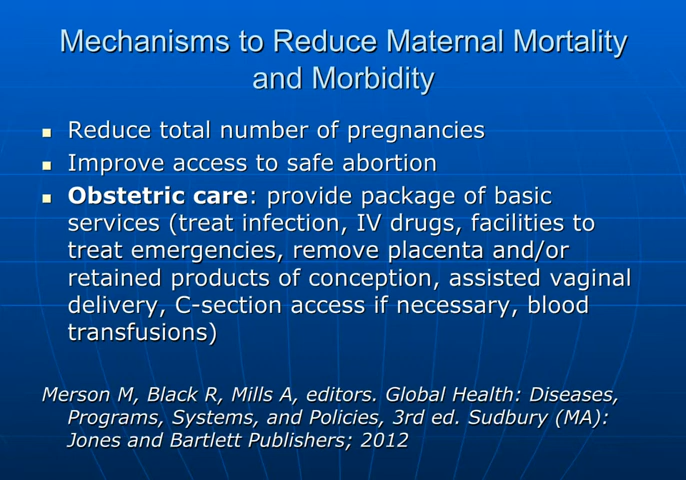 Mechanisms to Reduce Maternal Mortality
and Morbidity
Reduce total number of pregnancies
Improve access to safe abortion
Obstetric care: provide package of basic
services (treat infection, IV drugs, facilities to
treat emergencies, remove placenta and/or
retained products of conception, assisted vaginal
delivery, C-section access if necessary, blood
transfusions)
Merson M, Black R, Mills A, editors. Global Health: Diseases,
Programs, Systems, and Policies, 3rd ed. Sudbury (MA):
Jones and Bartlett Publishers; 2012